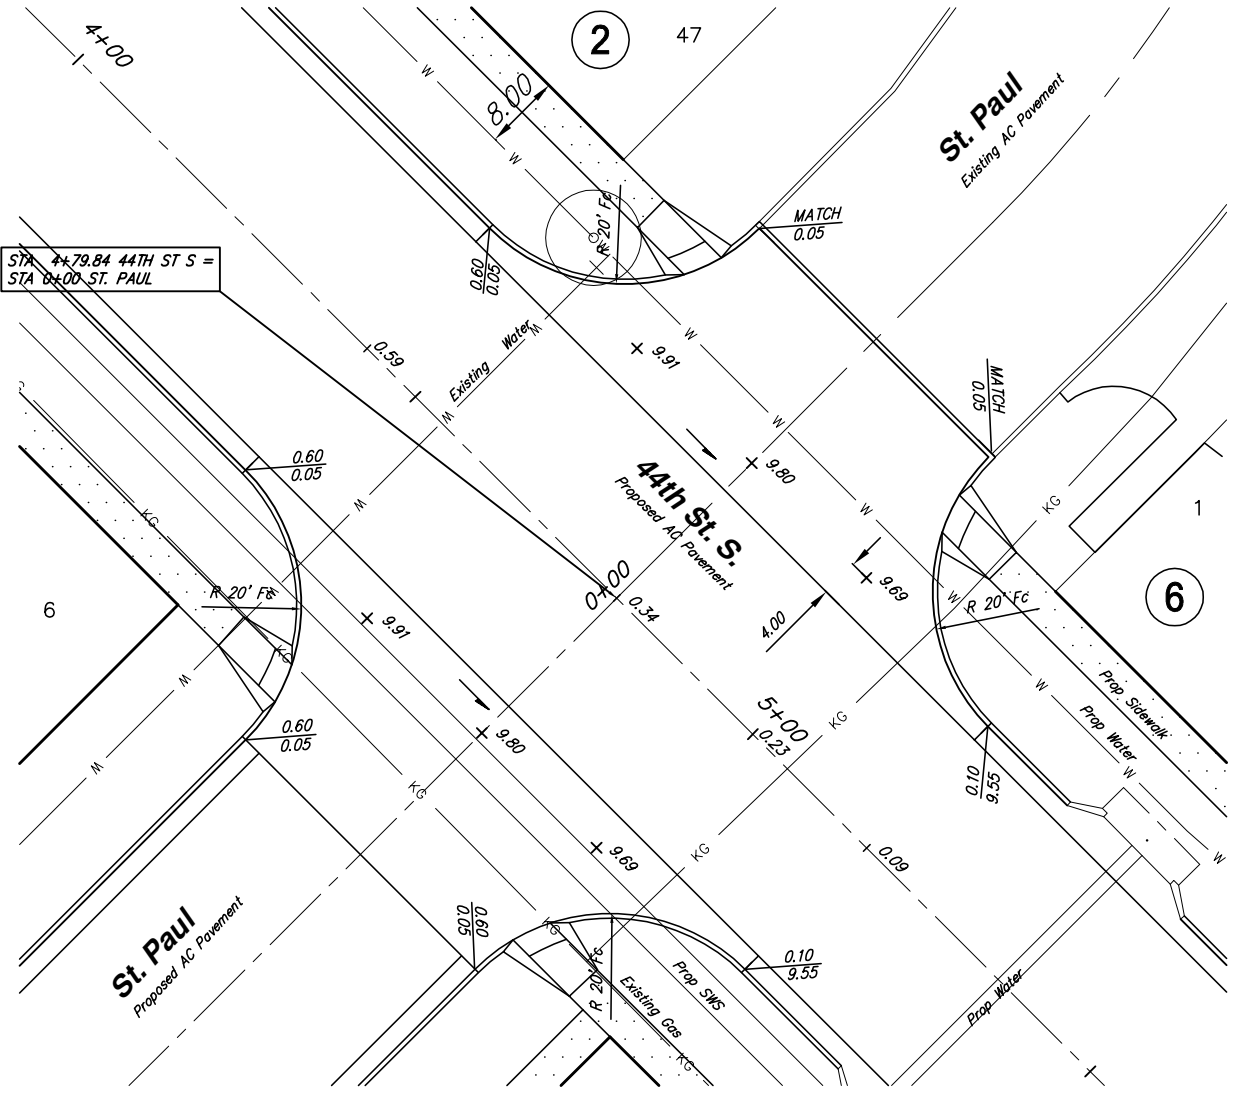 4+00
2
47
8.00
St. Paul
Existing AC Pavement
R 20' Fc
MATCH
0.05
STA 4+79.84 44TH ST S =
STA 0+00 ST. PAUL
0.60
0.05
W
W
W
0.59
Existing Water
W
9.91
MATCH
0.05
W
W
0.60
0.05
9.80
44th St. S.
Proposed AC Pavement
KG
KG
1
W
W
0+00
0.34
9.69
R 20' Fc
6
6
R 20' Fc
W
W
9.91
4.00
KG
W
W
Prop Sidewalk
Prop Water
5+00
0.23
KG
0.60
0.05
9.80
0.10
9.55
W
W
KG
KG
9.69
0.09
W
St. Paul
Proposed AC Pavement
0.60
0.05
KG
R 20' Fc
0.10
9.55
Prop SWS
Existing Gas
KG
Prop Water